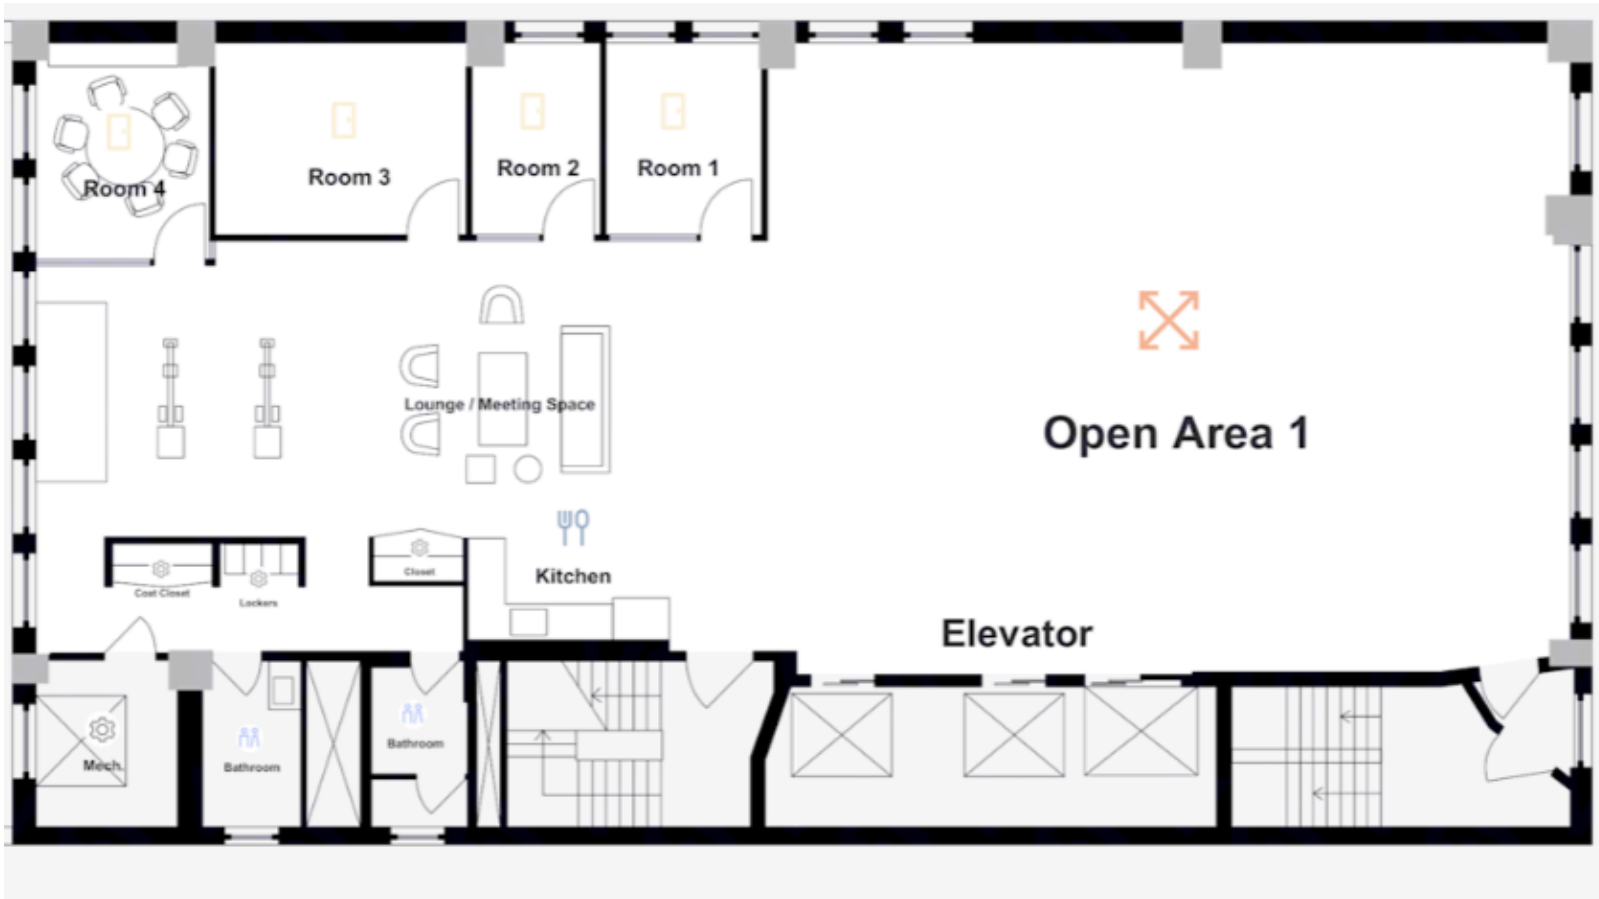 Room 4
Room 3
Room 2
Room 1
Lounge / Meeting Space
Open Area 1
Kitchen
Closet
Coat Closet
Lockers
Elevator
Mech.
Bathroom
Bathroom